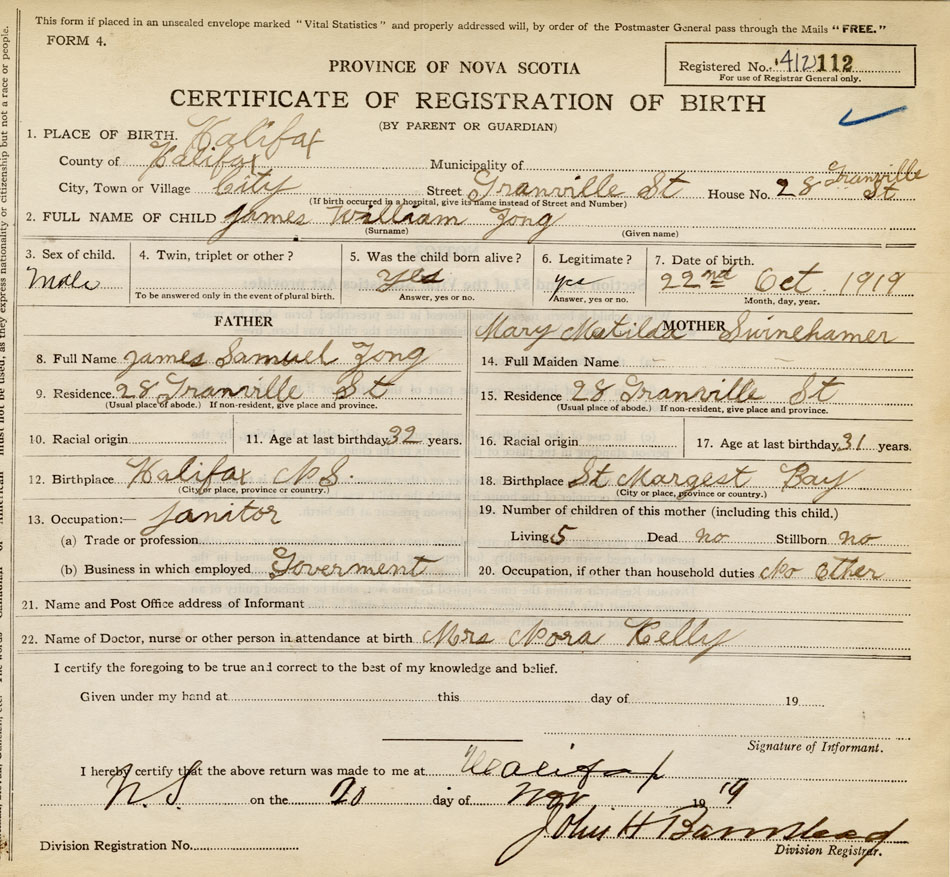 This form if placed in an unsealed envelope marked "Vital Statistics" and properly addressed will, by order of the Postmaster General pass through the Mails "FREE."
FORM 4.
Registered No. 112
For use of Registrar General only.
PROVINCE OF NOVA SCOTIA
CERTIFICATE OF REGISTRATION OF BIRTH
(BY PARENT OR GUARDIAN)
1. PLACE OF BIRTH. Halifax
County of Halifax Municipality of
City, Town or Village City Street Granville St House No. 28 Granville St
(If birth occurred in a hospital, give its name instead of Street and Number)
2. FULL NAME OF CHILD James William Zong
(Surname) (Given name)
3. Sex of child. 4. Twin, triplet or other? 5. Was the child born alive? 6. Legitimate? 7. Date of birth.
Male yes yes 22nd Oct. 1919
To be answered only in the event of plural birth. Answer, yes or no. Answer, yes or no. Month, day, year.
FATHER
8. Full Name James Samuel Zong
9. Residence. 28 Granville St
(Usual place of abode.) If non-resident, give place and province.
10. Racial origin 11. Age at last birthday, 32 years.
12. Birthplace Halifax N.S.
(City or place, province or country.)
13. Occupation:— Janitor
(a) Trade or profession
(b) Business in which employed Goverment
MOTHER
Mary Matilda Swinehamer
14. Full Maiden Name
15. Residence 28 Granville St
(Usual place of abode.) If non-resident, give place and province.
16. Racial origin 17. Age at last birthday, 31 years.
18. Birthplace St Margest Bay
(City or place, province or country.)
19. Number of children of this mother (including this child.)
Living 5 Dead no Stillborn no
20. Occupation, if other than household duties No Other
21. Name and Post Office address of Informant
22. Name of Doctor, nurse or other person in attendance at birth Mrs Nora Kelly
I certify the foregoing to be true and correct to the best of my knowledge and belief.
Given under my hand at this day of 19
Signature of Informant.
I hereby certify that the above return was made to me at Halifax
N.S on the 20 day of Nov 19 19
John H Barnstead
Division Registration No. Division Registrar.